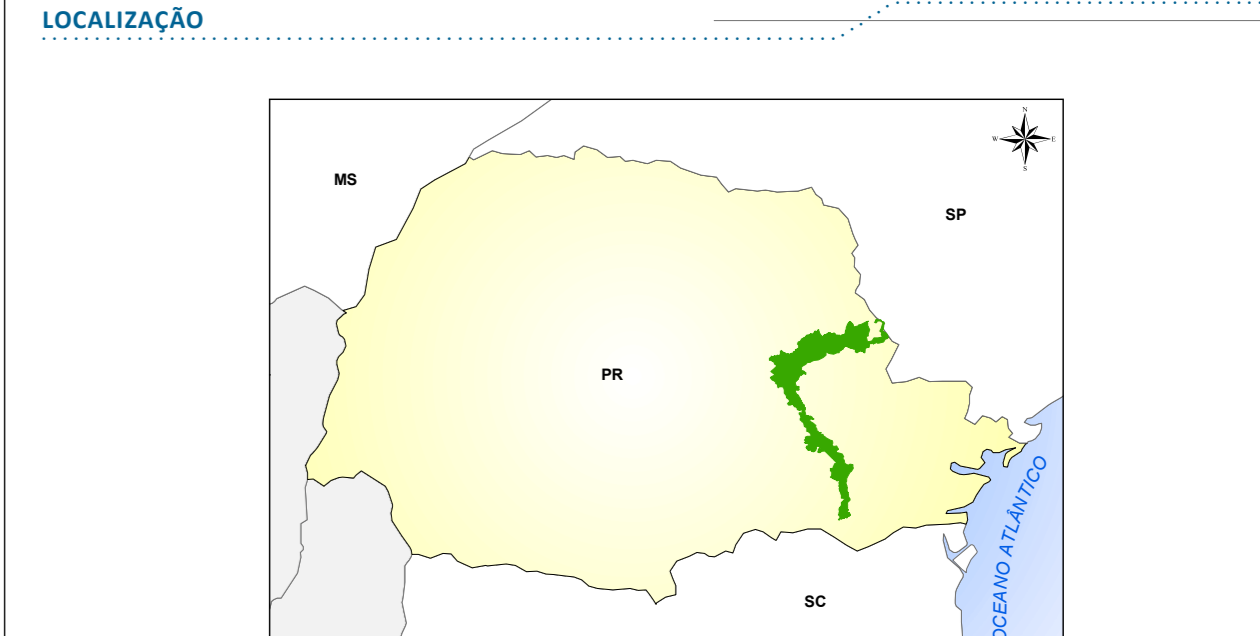 LOCALIZAÇÃO
N
W
E
S
MS
SP
PR
OCEANO ATLÂNTICO
SC